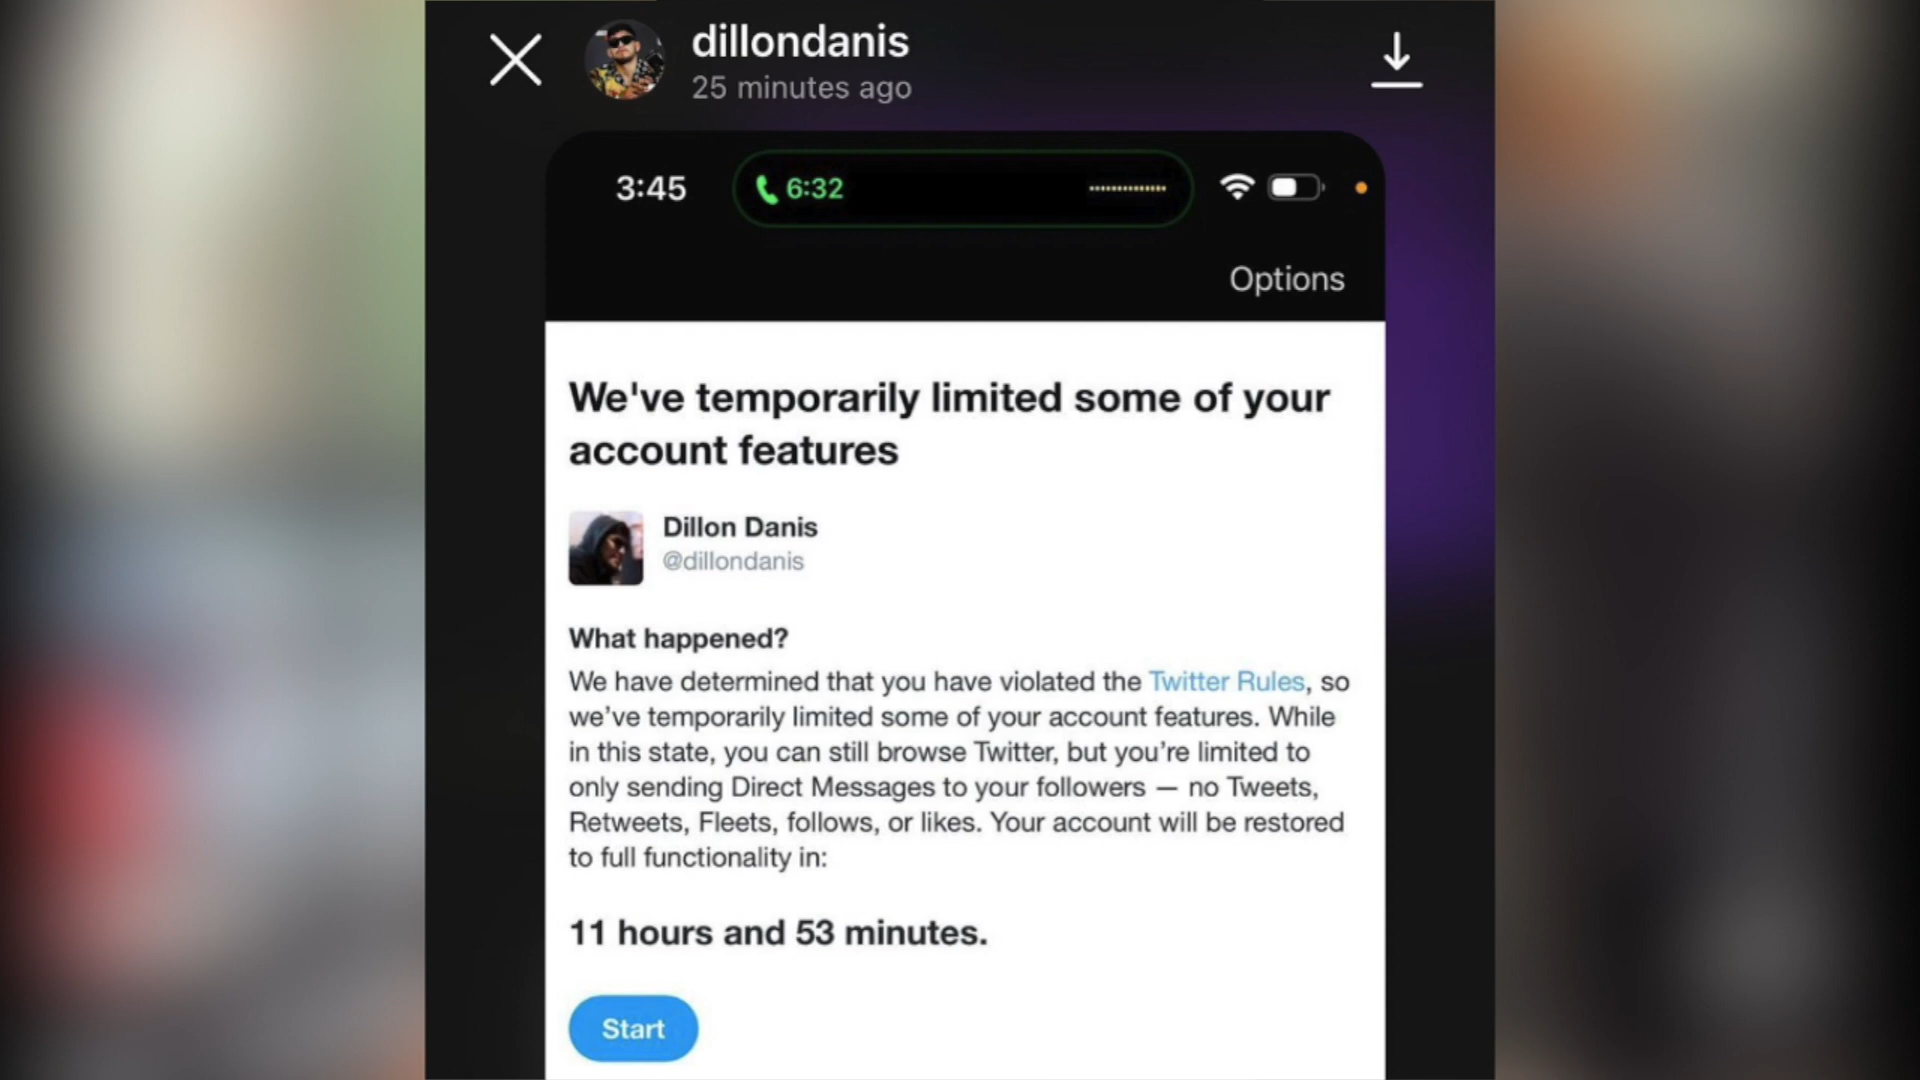 dillondanis
25 minutes ago
3:45
6:32
Options
We've temporarily limited some of your
account features
Dillon Danis
@dillondanis
What happened?
We have determined that you have violated the Twitter Rules, so
we’ve temporarily limited some of your account features. While
in this state, you can still browse Twitter, but you’re limited to
only sending Direct Messages to your followers — no Tweets,
Retweets, Fleets, follows, or likes. Your account will be restored
to full functionality in:
11 hours and 53 minutes.
Start